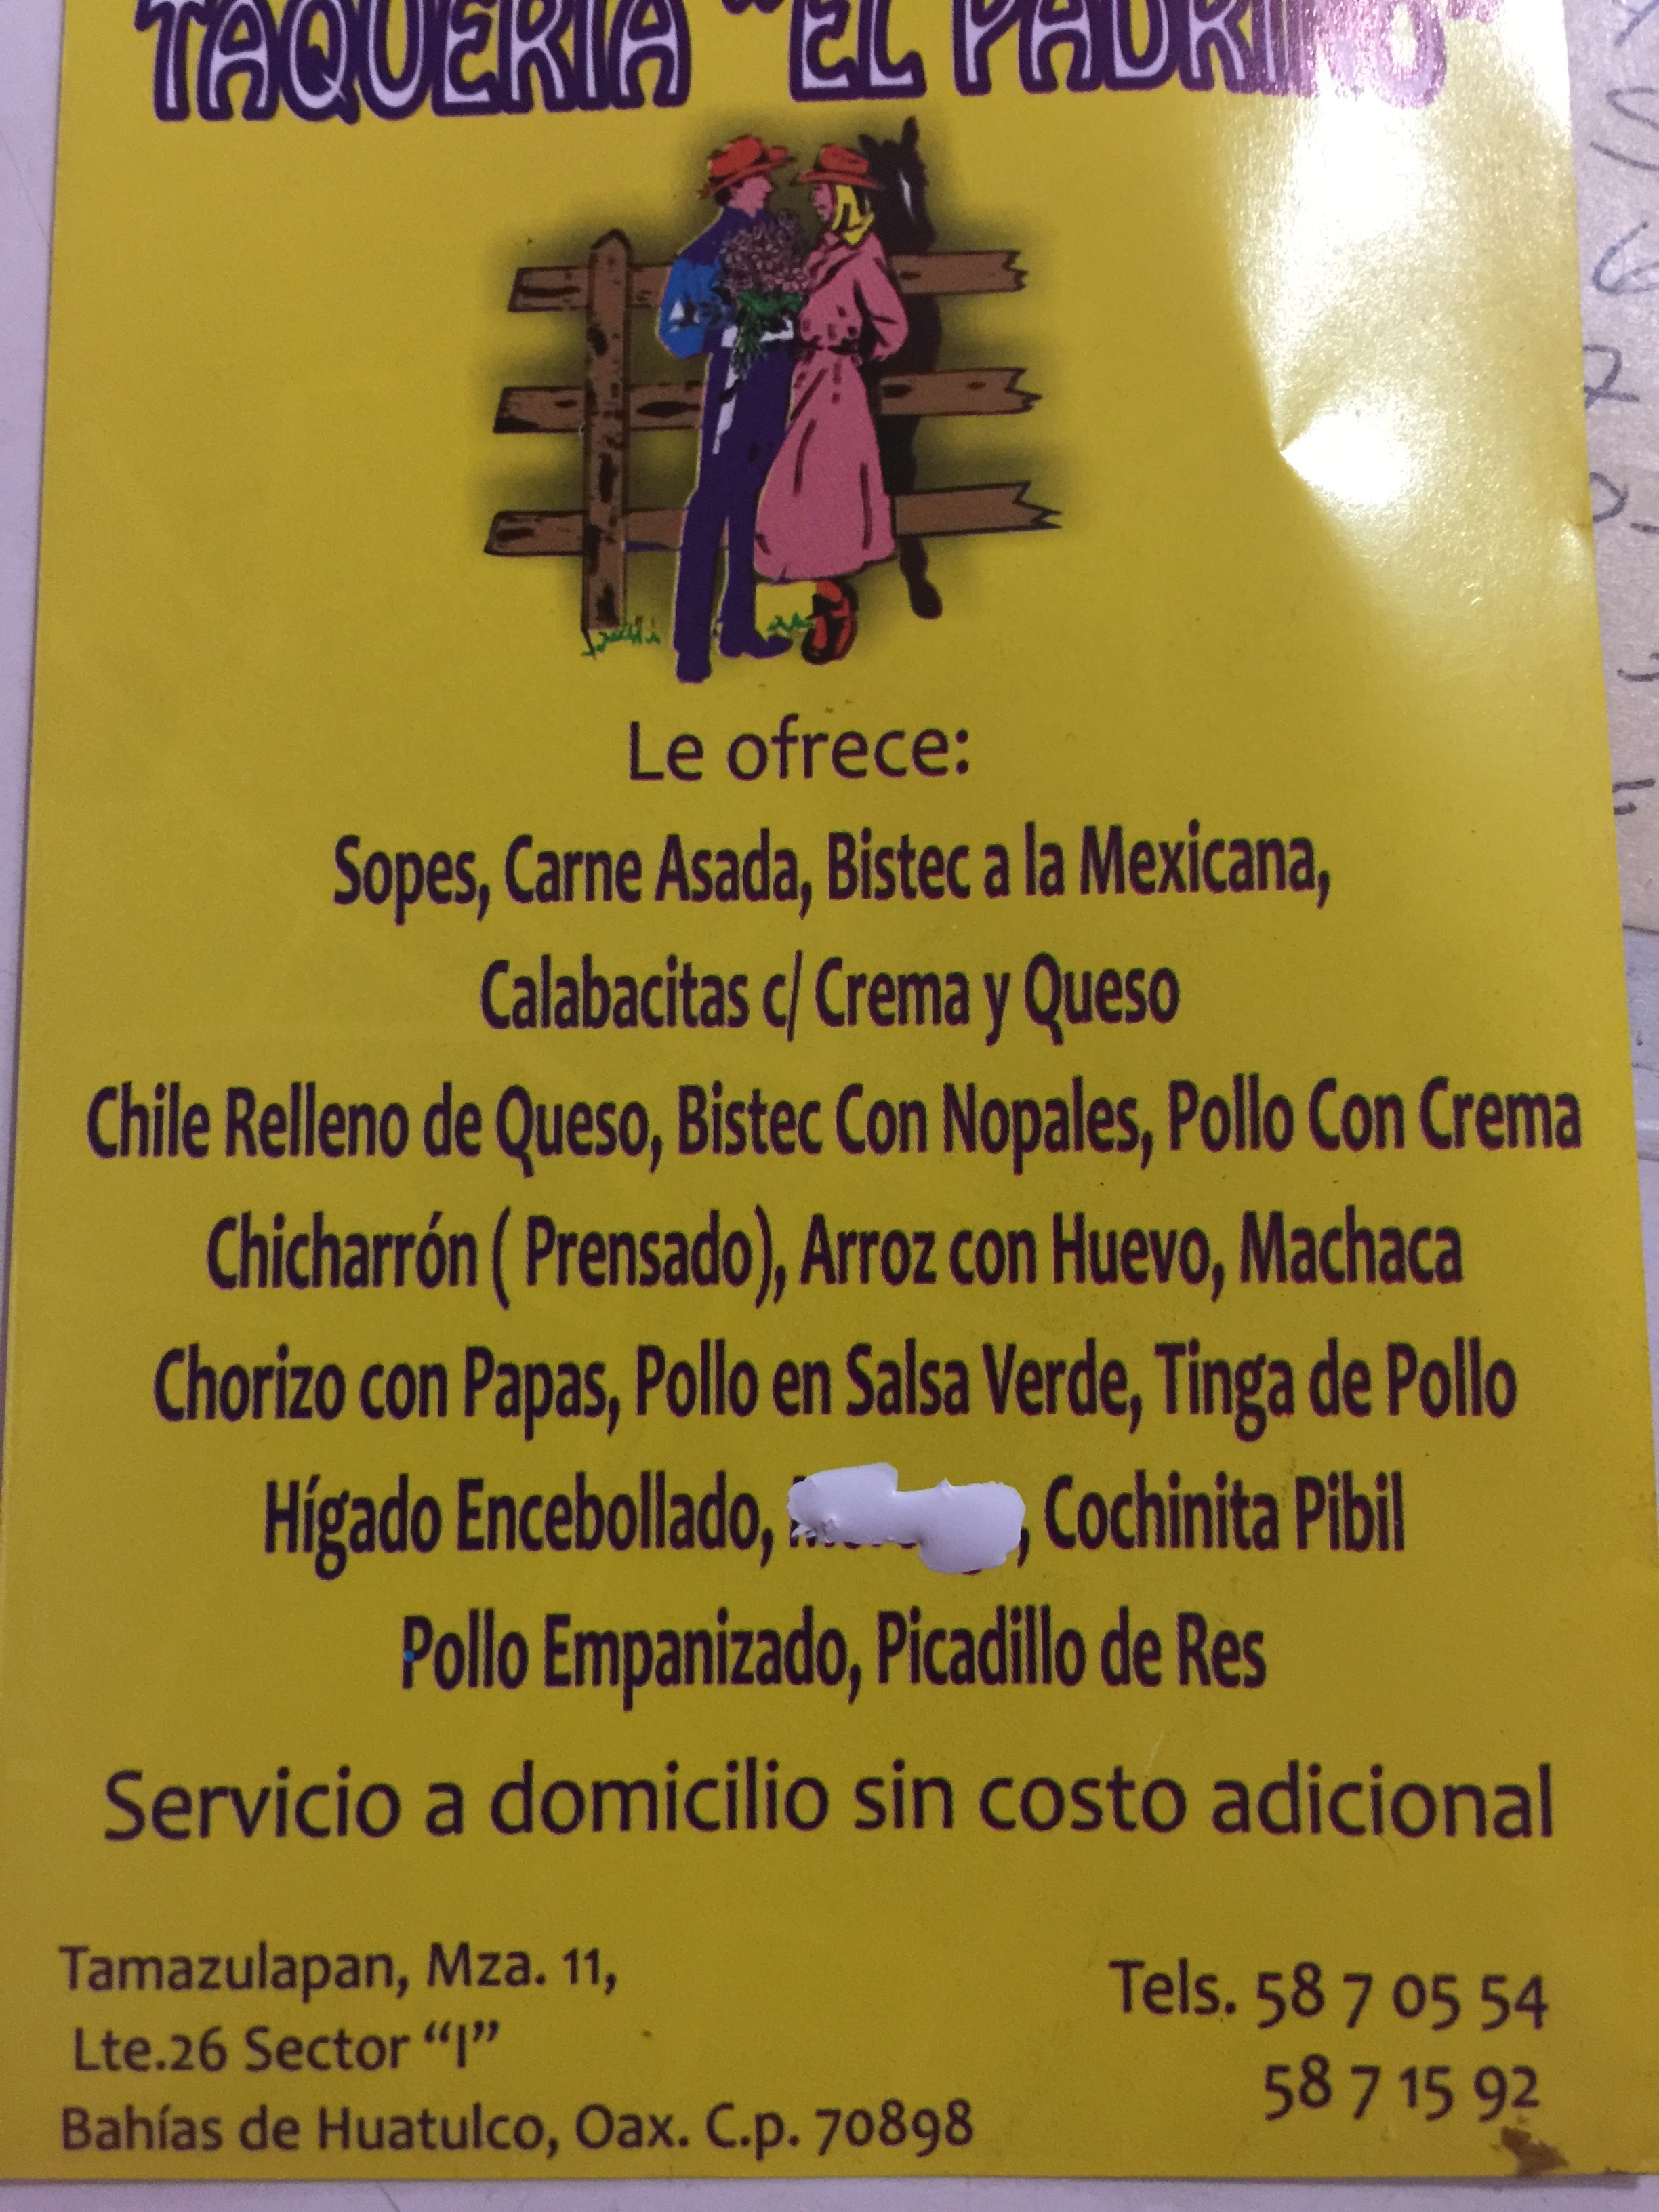 TAQUERIA "EL PADRINO"
Le ofrece:
Sopes, Carne Asada, Bistec a la Mexicana,
Calabacitas c/ Crema y Queso
Chile Relleno de Queso, Bistec Con Nopales, Pollo Con Crema
Chicharrón ( Prensado), Arroz con Huevo, Machaca
Chorizo con Papas, Pollo en Salsa Verde, Tinga de Pollo
Hígado Encebollado, , Cochinita Pibil
Pollo Empanizado, Picadillo de Res
Servicio a domicilio sin costo adicional
Tamazulapan, Mza. 11,
Lte.26 Sector "I"
Bahías de Huatulco, Oax. C.p. 70898
Tels. 58 7 05 54
58 7 15 92